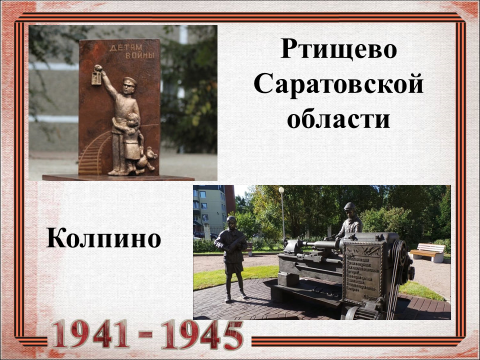 ДЕТЯМ
ВОЙНЫ
Ртищево
Саратовской
области
Колпино
1941-1945